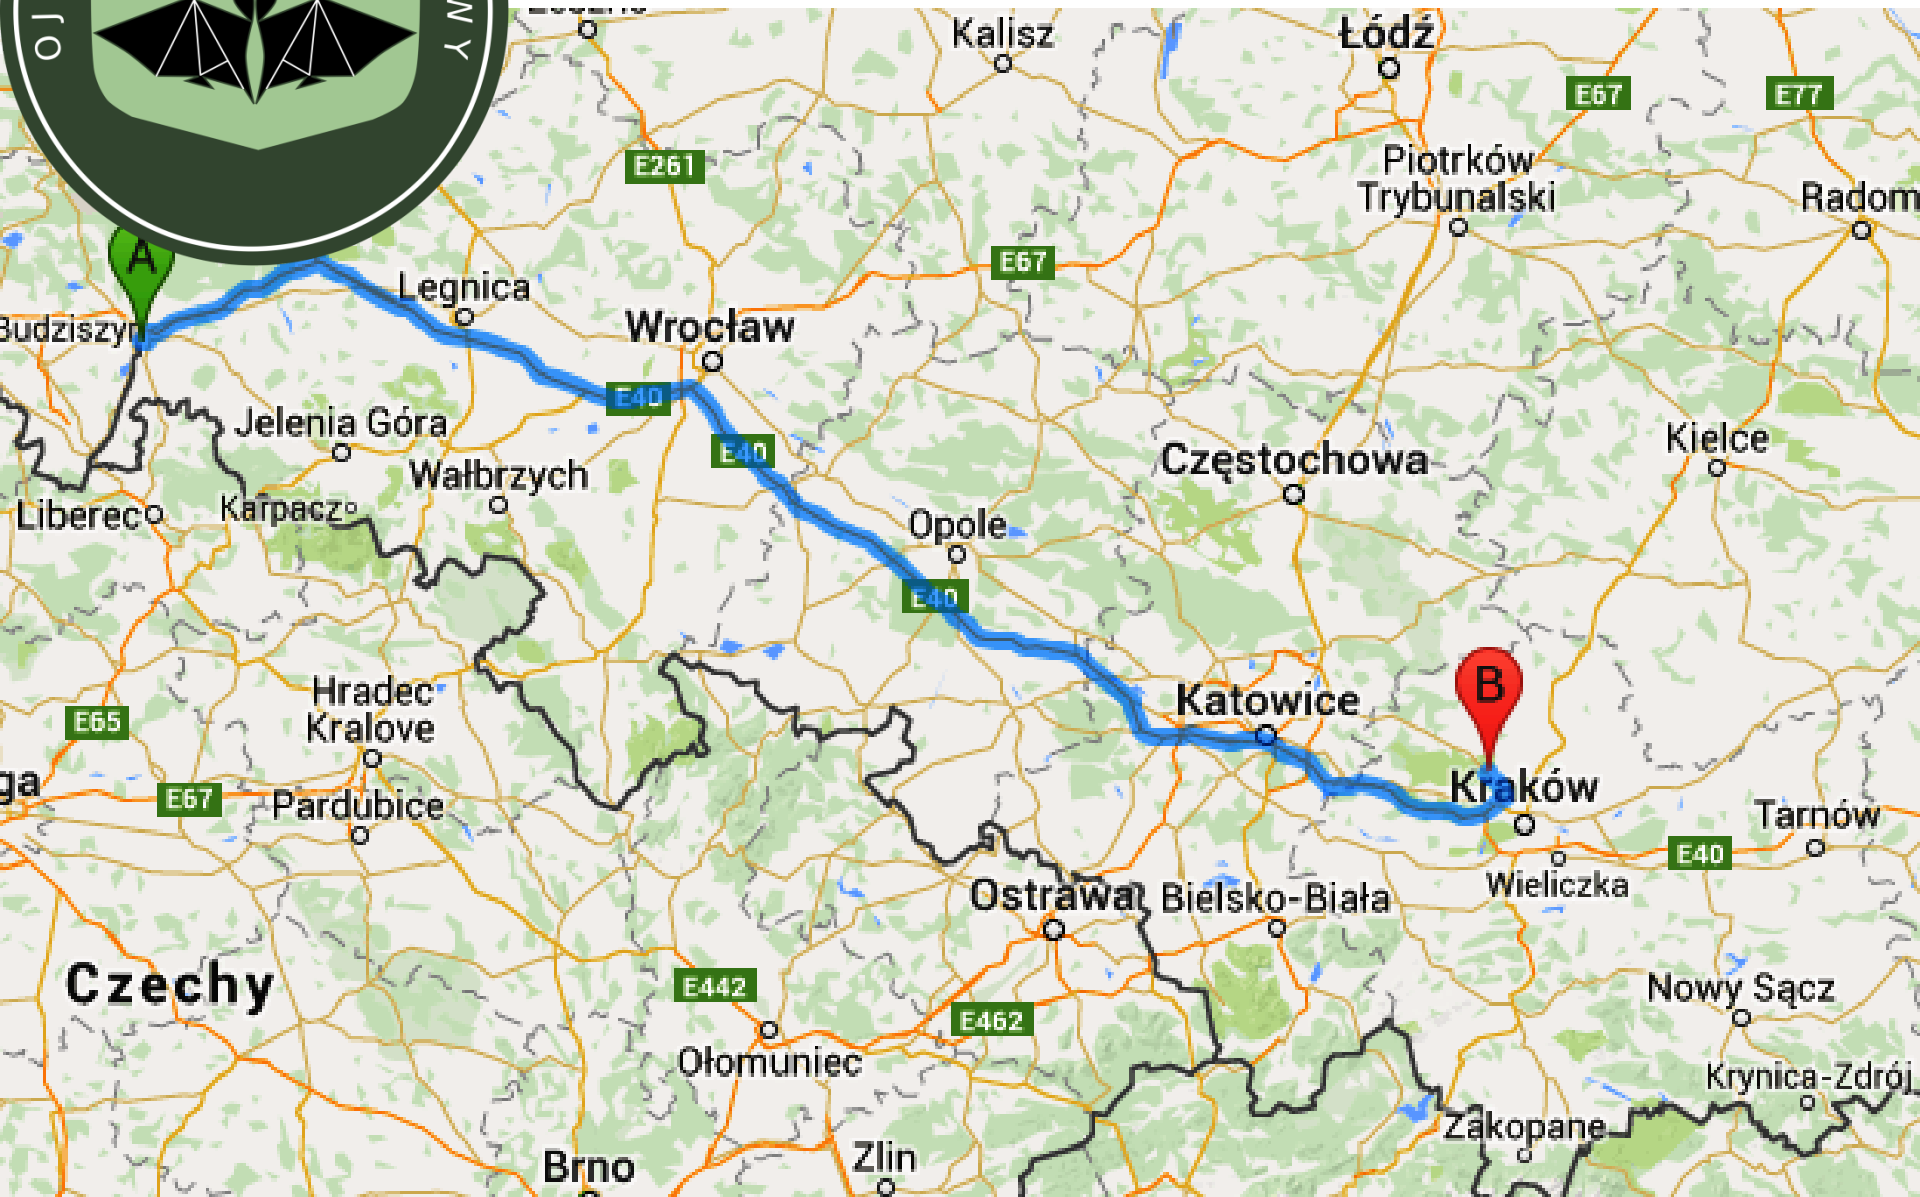 Kalisz
Łódź
E67
E77
E261
Piotrków
Trybunalski
Radom
A
Legnica
E67
Budziszyn
Wrocław
E40
Jelenia Góra
E40
Wałbrzych
Częstochowa
Kielce
Liberec
Karpacz
Opole
E40
Hradec
Kralove
E65
Katowice
B
ga
E67
Pardubice
Kraków
Tarnów
E40
Wieliczka
Ostrawa
Bielsko-Biała
Czechy
E442
E462
Nowy Sącz
Ołomuniec
Krynica-Zdrój
Zakopane
Brno
Zlin